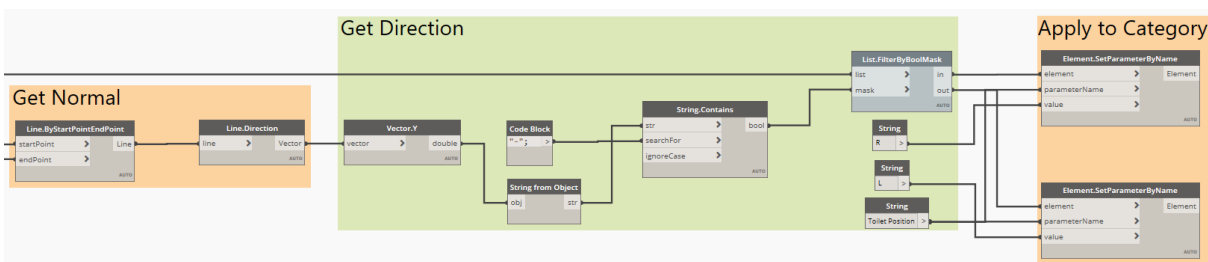 Get Direction
Apply to Category
Get Normal
Line.ByStartPointEndPoint
startPoint > Line
endPoint >
AUTO
Line.Direction
line > Vector
AUTO
Vector.Y
vector > double
AUTO
Code Block
"-"; >
String from Object
obj str
String.Contains
str > bool
searchFor >
ignoreCase >
AUTO
List.FilterByBoolMask
list > in
mask > out
AUTO
String
R >
String
L >
String
Toilet Position >
Element.SetParameterByName
element > Element
parameterName >
value >
AUTO
Element.SetParameterByName
element > Element
parameterName >
value >
AUTO